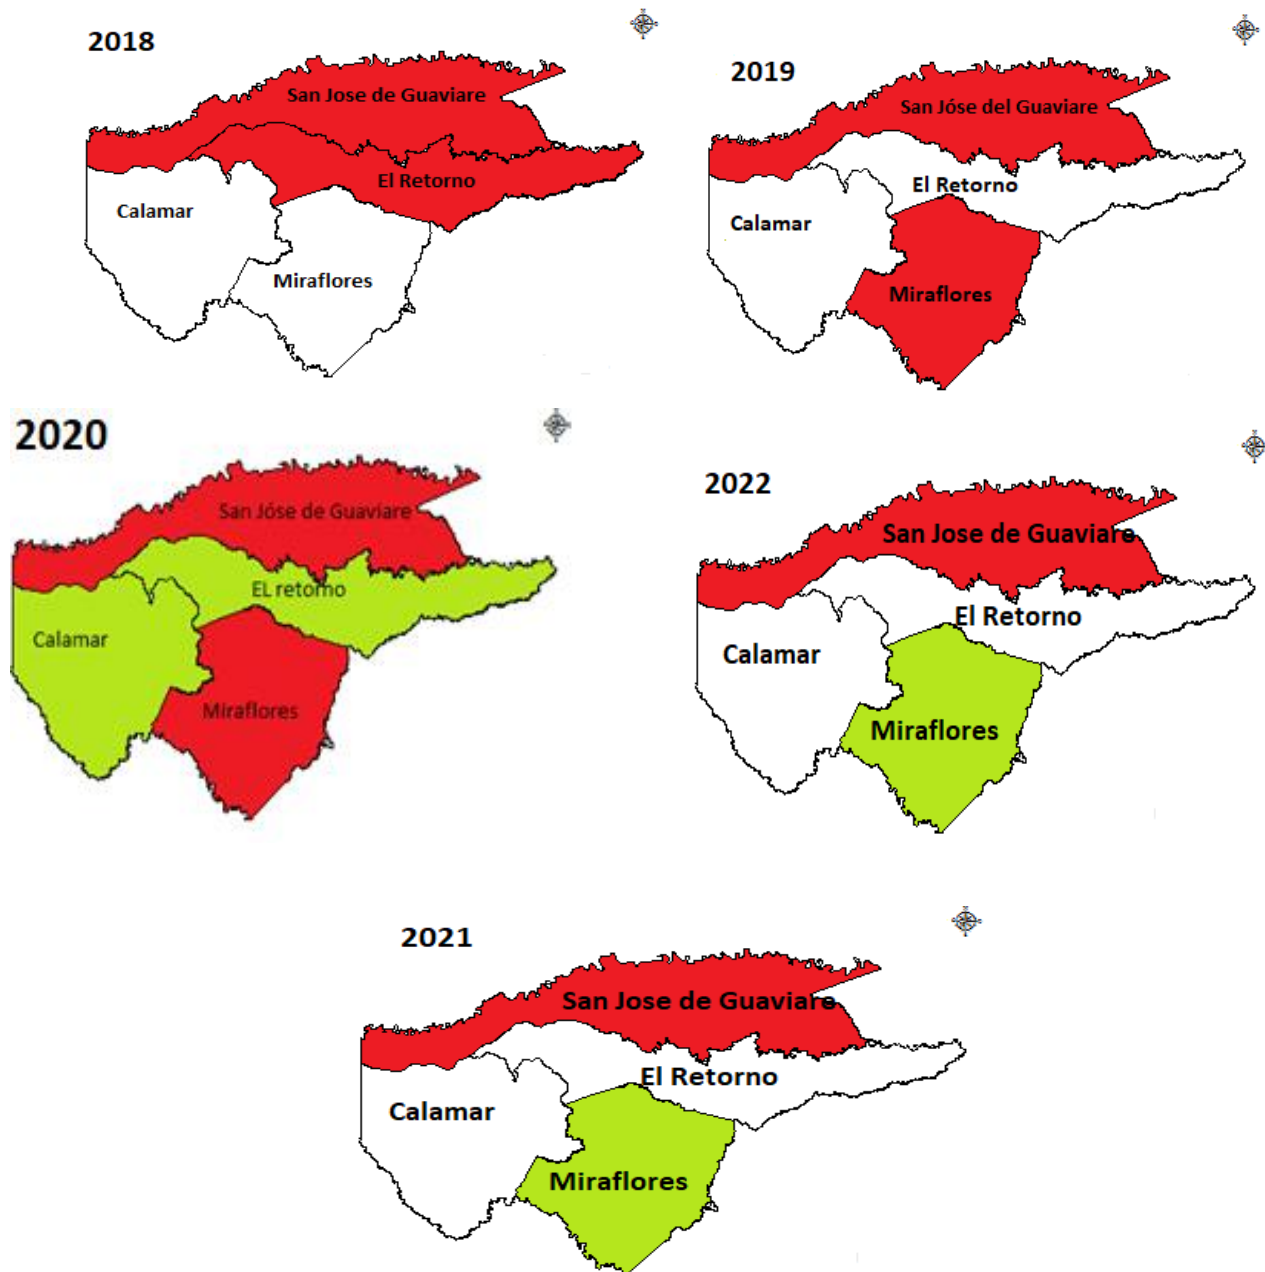 2018
San Jose de Guaviare
El Retorno
Calamar
Miraflores
2019
San Jóse del Guaviare
El Retorno
Calamar
Miraflores
2020
San Jóse de Guaviare
EL retorno
Calamar
Miraflores
2022
San Jose de Guaviare
El Retorno
Calamar
Miraflores
2021
San Jose de Guaviare
El Retorno
Calamar
Miraflores